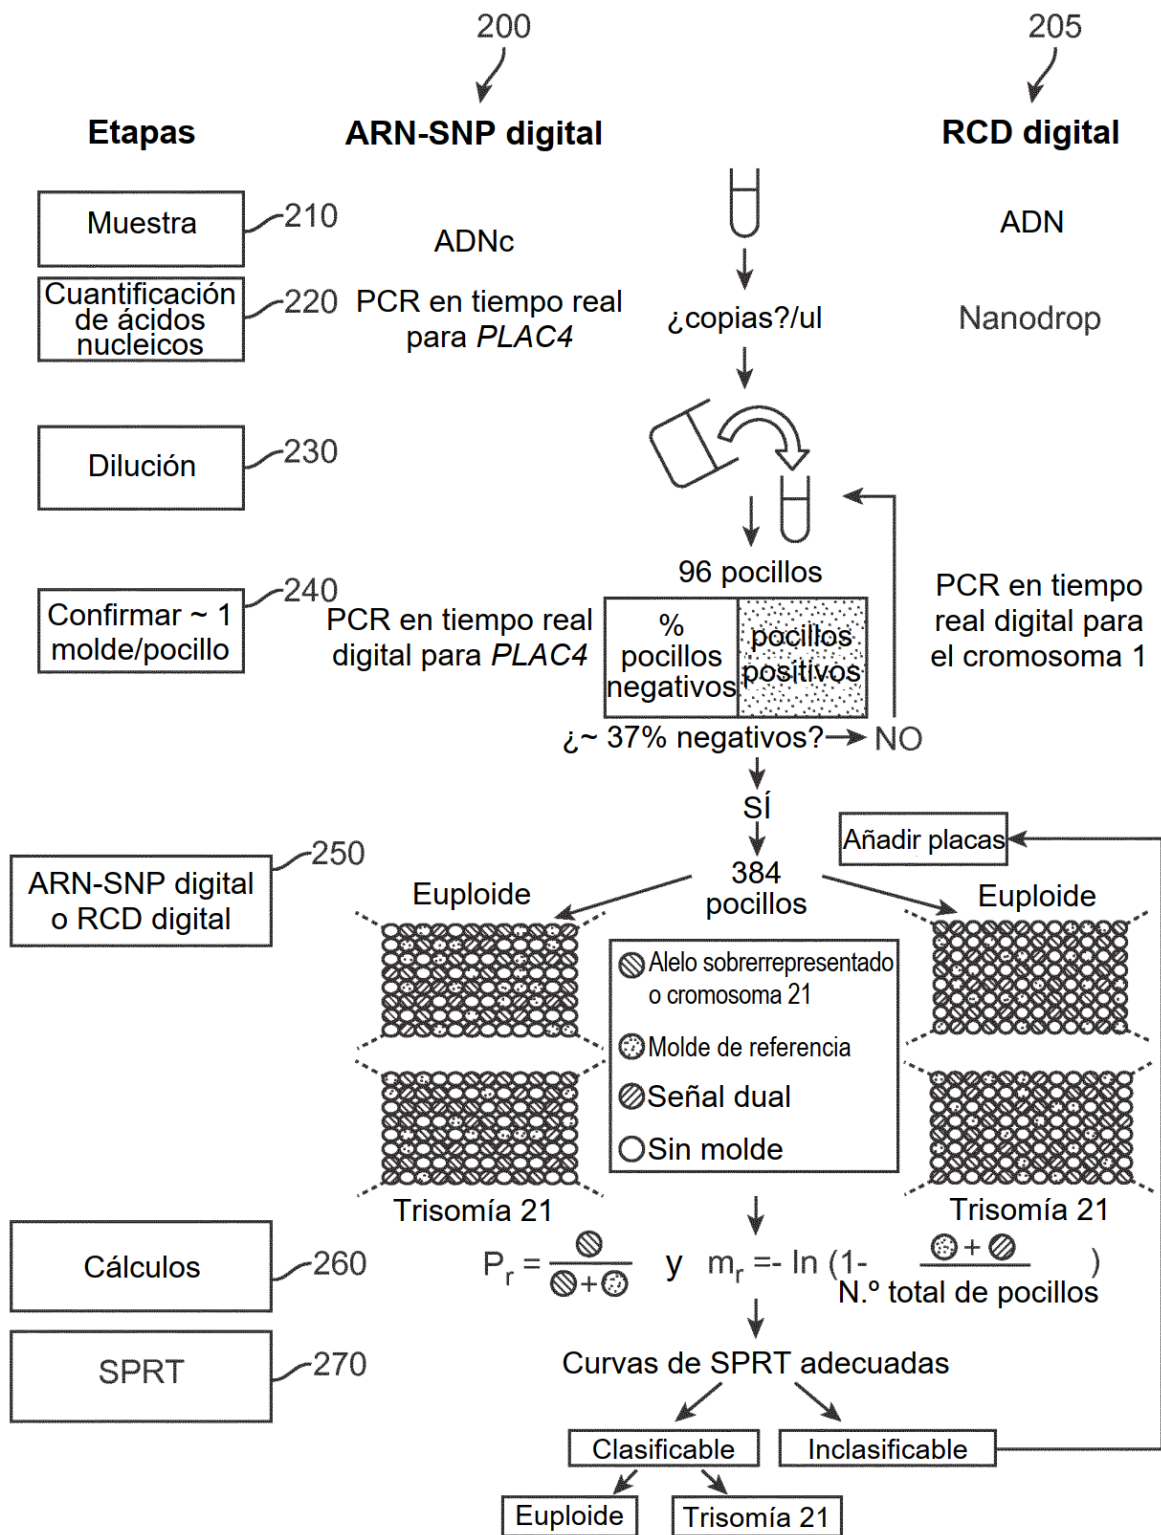 200
205
Etapas
ARN-SNP digital
RCD digital
Muestra
210
ADNc
ADN
Cuantificación
de ácidos
nucleicos
220
PCR en tiempo real
para PLAC4
¿copias?/ul
Nanodrop
Dilución
230
96 pocillos
Confirmar ~ 1
molde/pocillo
240
PCR en tiempo real
digital para PLAC4
%
pocillos
negativos
pocillos
positivos
PCR en tiempo
real digital para
el cromosoma 1
¿~ 37% negativos?
NO
SÍ
Añadir placas
ARN-SNP digital
o RCD digital
250
384
pocillos
Euploide
Euploide
Alelo sobrerrepresentado
o cromosoma 21
Molde de referencia
Señal dual
Sin molde
Trisomía 21
Trisomía 21
Cálculos
260
Pr = + y mr =- ln (1- + )
N.º total de pocillos
SPRT
270
Curvas de SPRT adecuadas
Clasificable
Inclasificable
Euploide
Trisomía 21